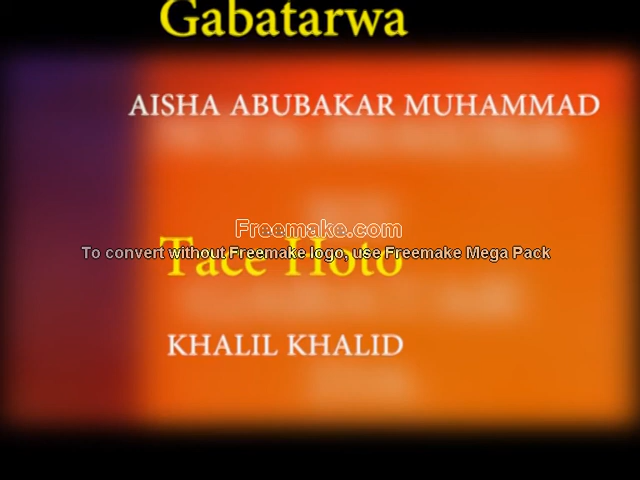 Gabatarwa
AISHA ABUBAKAR MUHAMMAD
Freemake.com
Tace Hoto
To convert without Freemake logo, use Freemake Mega Pack
KHALIL KHALID